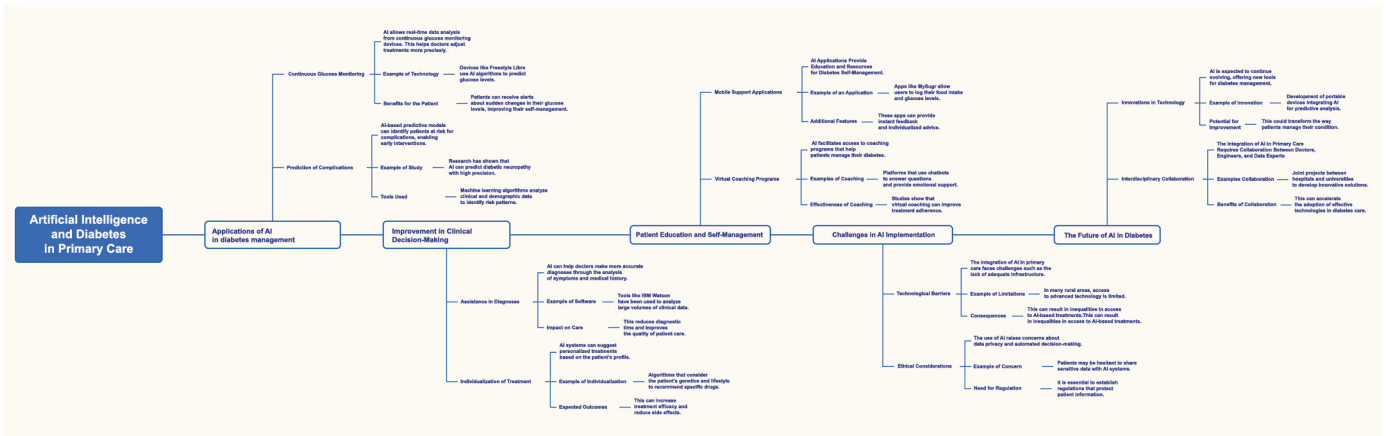 Artificial Intelligence
and Diabetes
in Primary Care
Applications of AI
in diabetes management
Continuous Glucose Monitoring
AI allows real-time data analysis
from continuous glucose monitoring
devices. This helps doctors adjust
treatments more precisely.
Example of Technology
Devices like Freestyle Libre
use AI algorithms to predict
glucose levels.
Benefits for the Patient
Patients can receive alerts
about sudden changes in their glucose
levels, improving their self-management.
Prediction of Complications
AI-based predictive models
can identify patients at risk for
complications, enabling
early interventions.
Example of Study
Research has shown that
AI can predict diabetic neuropathy
with high precision.
Tools Used
Machine learning algorithms analyze
clinical and demographic data
to identify risk patterns.
Improvement in Clinical
Decision-Making
Assistance in Diagnoses
AI can help doctors make more accurate
diagnoses through the analysis
of symptoms and medical history.
Example of Software
Tools like IBM Watson
have been used to analyze
large volumes of clinical data.
Impact on Care
This reduces diagnostic
time and improves
the quality of patient care.
Individualization of Treatment
AI systems can suggest
personalized treatments
based on the patient's profile.
Example of Individualization
Algorithms that consider
the patient's genetics and lifestyle
to recommend specific drugs.
Expected Outcomes
This can increase
treatment efficacy and
reduce side effects.
Patient Education and Self-Management
Mobile Support Applications
AI Applications Provide
Education and Resources
for Diabetes Self-Management.
Example of an Application
Apps like MySugr allow
users to log their food intake
and glucose levels.
Additional Features
These apps can provide
instant feedback
and individualized advice.
Virtual Coaching Programs
AI facilitates access to coaching
programs that help
patients manage their diabetes.
Examples of Coaching
Platforms that use chatbots
to answer questions
and provide emotional support.
Effectiveness of Coaching
Studies show that
virtual coaching can improve
treatment adherence.
Challenges in AI Implementation
Technological Barriers
The integration of AI in primary
care faces challenges such as the
lack of adequate infrastructure.
Example of Limitations
In many rural areas, access
to advanced technology is limited.
Consequences
This can result in inequalities in access
to AI-based treatments.This can result
in inequalities in access to AI-based treatments.
Ethical Considerations
The use of AI raises concerns about
data privacy and automated decision-making.
Example of Concern
Patients may be hesitant to share
sensitive data with AI systems.
Need for Regulation
It is essential to establish
regulations that protect
patient information.
The Future of AI in Diabetes
Innovations in Technology
AI is expected to continue
evolving, offering new tools
for diabetes management.
Example of Innovation
Development of portable
devices integrating AI
for predictive analysis.
Potential for
Improvement
This could transform the way
patients manage their condition.
Interdisciplinary Collaboration
The Integration of AI in Primary Care
Requires Collaboration Between Doctors,
Engineers, and Data Experts
Examples Collaboration
Joint projects between
hospitals and universities
to develop innovative solutions.
Benefits of Collaboration
This can accelerate
the adoption of effective
technologies in diabetes care.